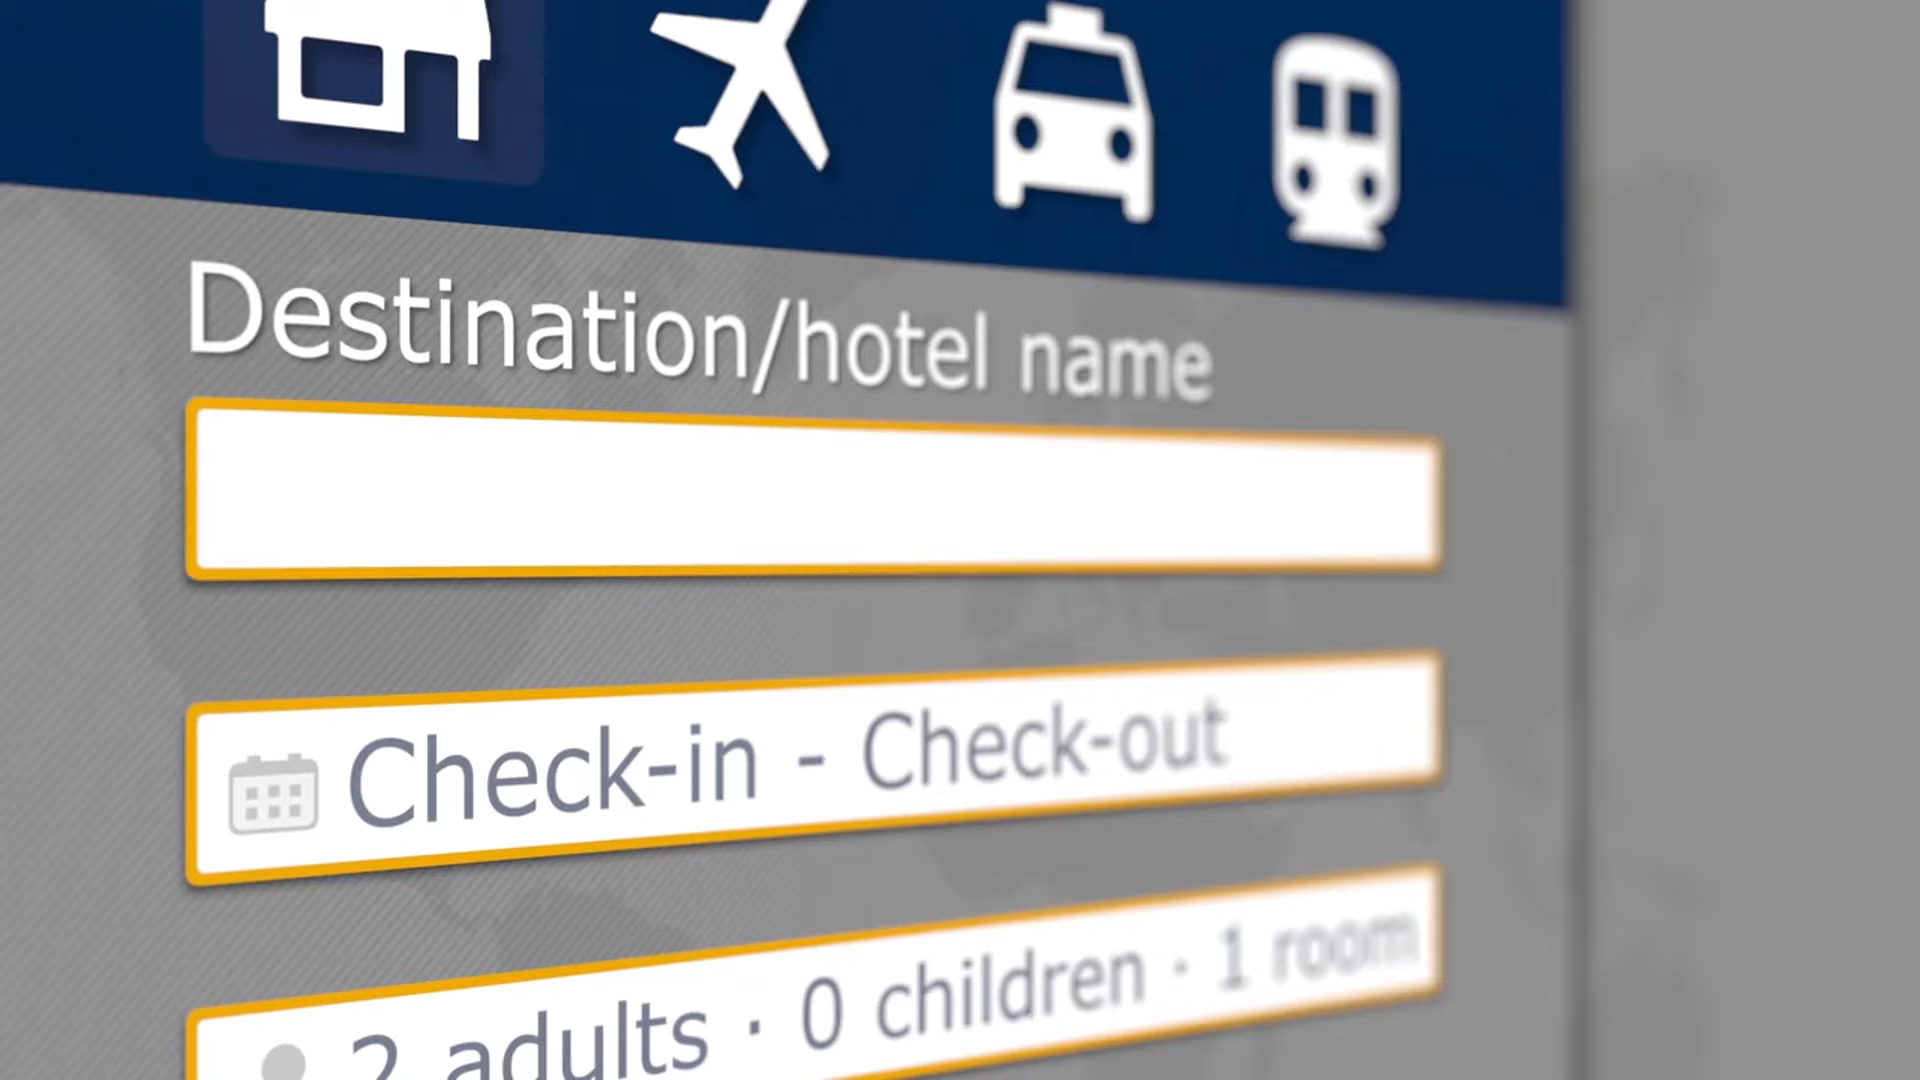 Destination/hotel name
Check-in - Check-out
2 adults · 0 children · 1 room